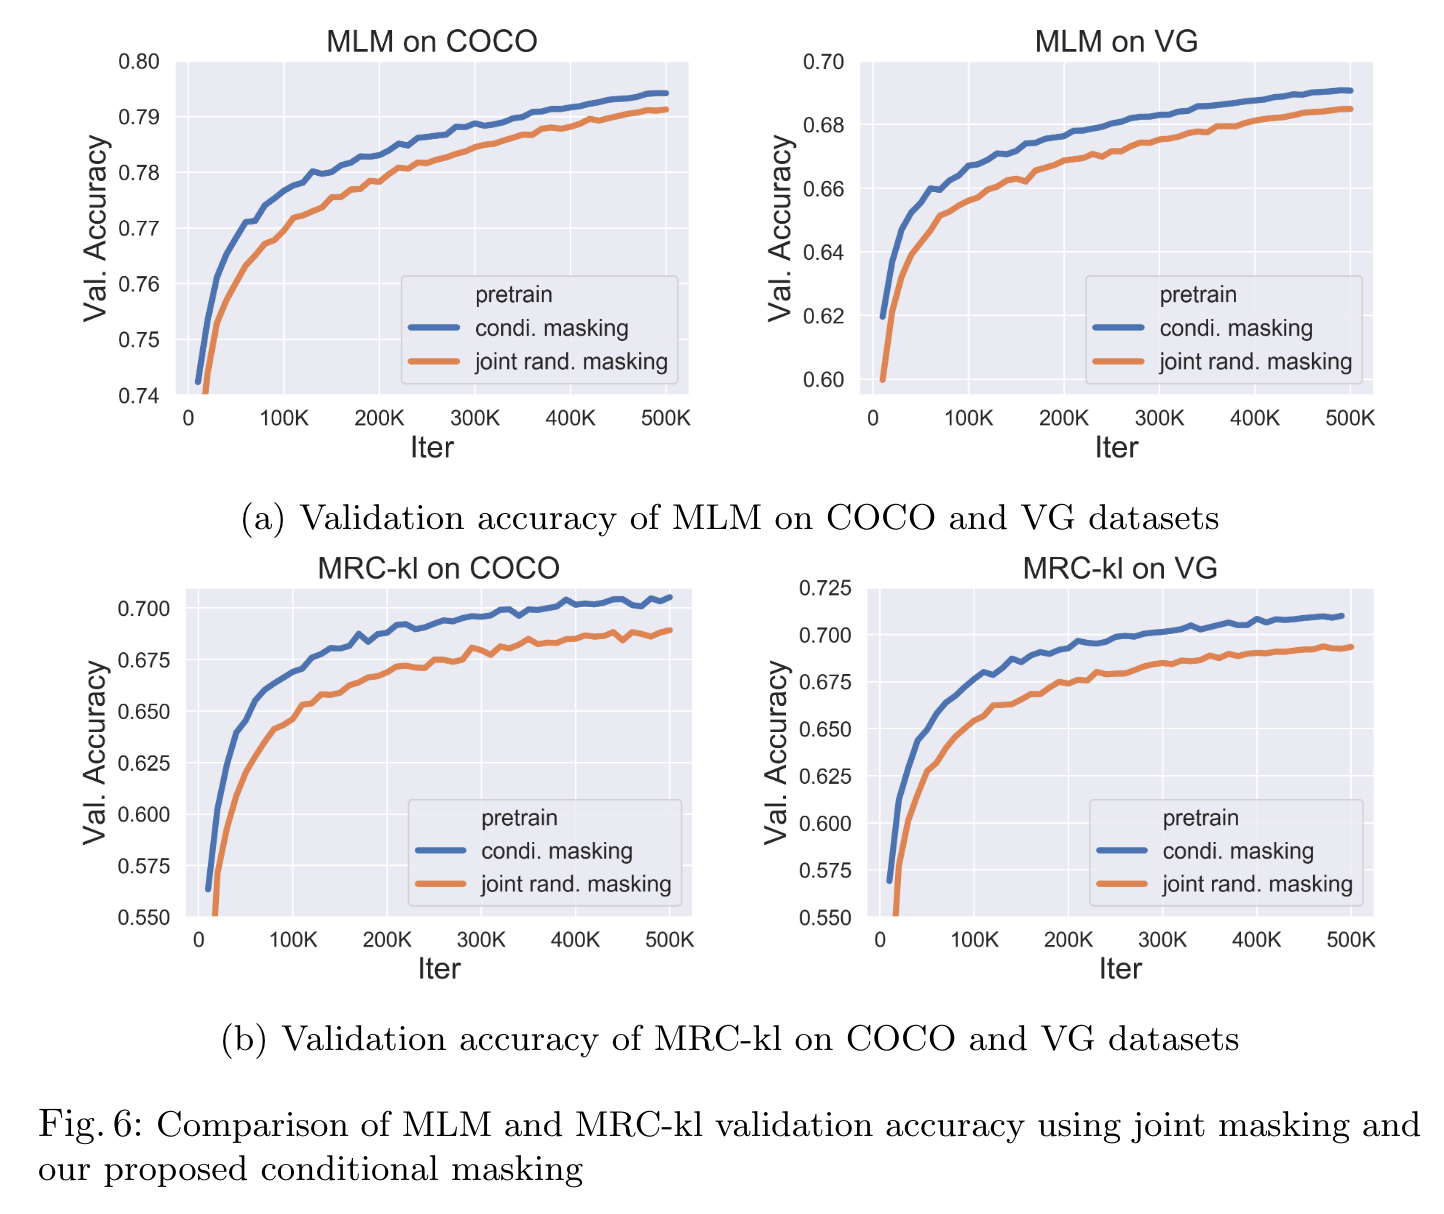 MLM on COCO
0.80
0.79
0.78
0.77
0.76
0.75
0.74
Val. Accuracy
pretrain
condi. masking
joint rand. masking
0 100K 200K 300K 400K 500K
Iter
MLM on VG
0.70
0.68
0.66
0.64
0.62
0.60
Val. Accuracy
pretrain
condi. masking
joint rand. masking
0 100K 200K 300K 400K 500K
Iter
(a) Validation accuracy of MLM on COCO and VG datasets
MRC-kl on COCO
0.700
0.675
0.650
0.625
0.600
0.575
0.550
Val. Accuracy
pretrain
condi. masking
joint rand. masking
0 100K 200K 300K 400K 500K
Iter
MRC-kl on VG
0.725
0.700
0.675
0.650
0.625
0.600
0.575
0.550
Val. Accuracy
pretrain
condi. masking
joint rand. masking
0 100K 200K 300K 400K 500K
Iter
(b) Validation accuracy of MRC-kl on COCO and VG datasets
Fig. 6: Comparison of MLM and MRC-kl validation accuracy using joint masking and
our proposed conditional masking